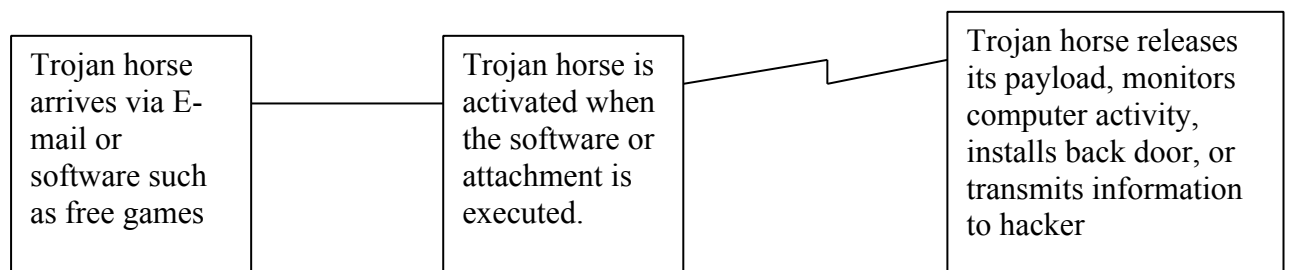 Trojan horse
arrives via E-
mail or
software such
as free games
Trojan horse is
activated when
the software or
attachment is
executed.
Trojan horse releases
its payload, monitors
computer activity,
installs back door, or
transmits information
to hacker